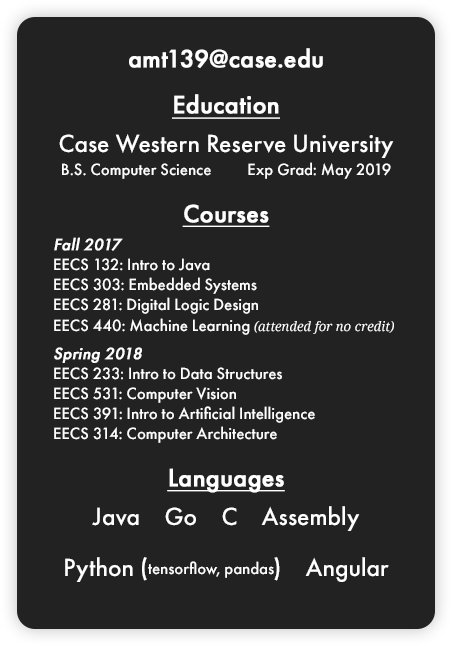 amt139@case.edu
Education
Case Western Reserve University
B.S. Computer Science Exp Grad: May 2019
Courses
Fall 2017
EECS 132: Intro to Java
EECS 303: Embedded Systems
EECS 281: Digital Logic Design
EECS 440: Machine Learning (attended for no credit)
Spring 2018
EECS 233: Intro to Data Structures
EECS 531: Computer Vision
EECS 391: Intro to Artificial Intelligence
EECS 314: Computer Architecture
Languages
Java Go C Assembly
Python (tensorflow, pandas) Angular